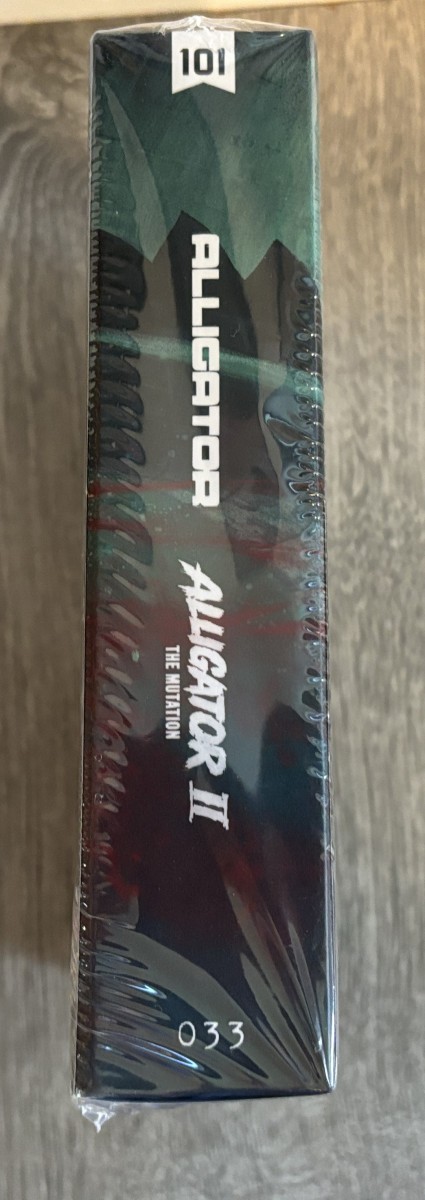 101
ALLIGATOR
ALLIGATOR II
THE MUTATION
033